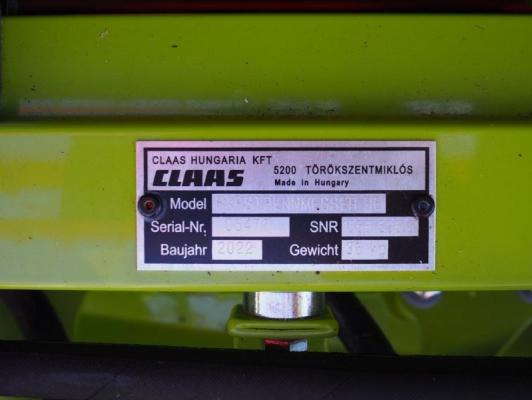 CLAAS HUNGARIA KFT
5200 TÖRÖKSZENTMIKLÓS
CLAAS
Made in Hungary
Model
Serial-Nr. SNR
Baujahr 2022 Gewicht